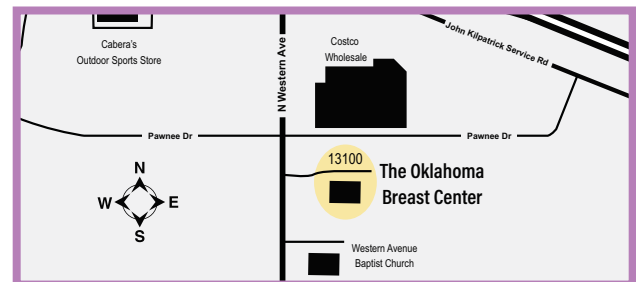 Cabera's
Outdoor Sports Store
N Western Ave
Costco
Wholesale
John Kilpatrick Service Rd
Pawnee Dr
Pawnee Dr
N
W
E
S
13100
The Oklahoma
Breast Center
Western Avenue
Baptist Church